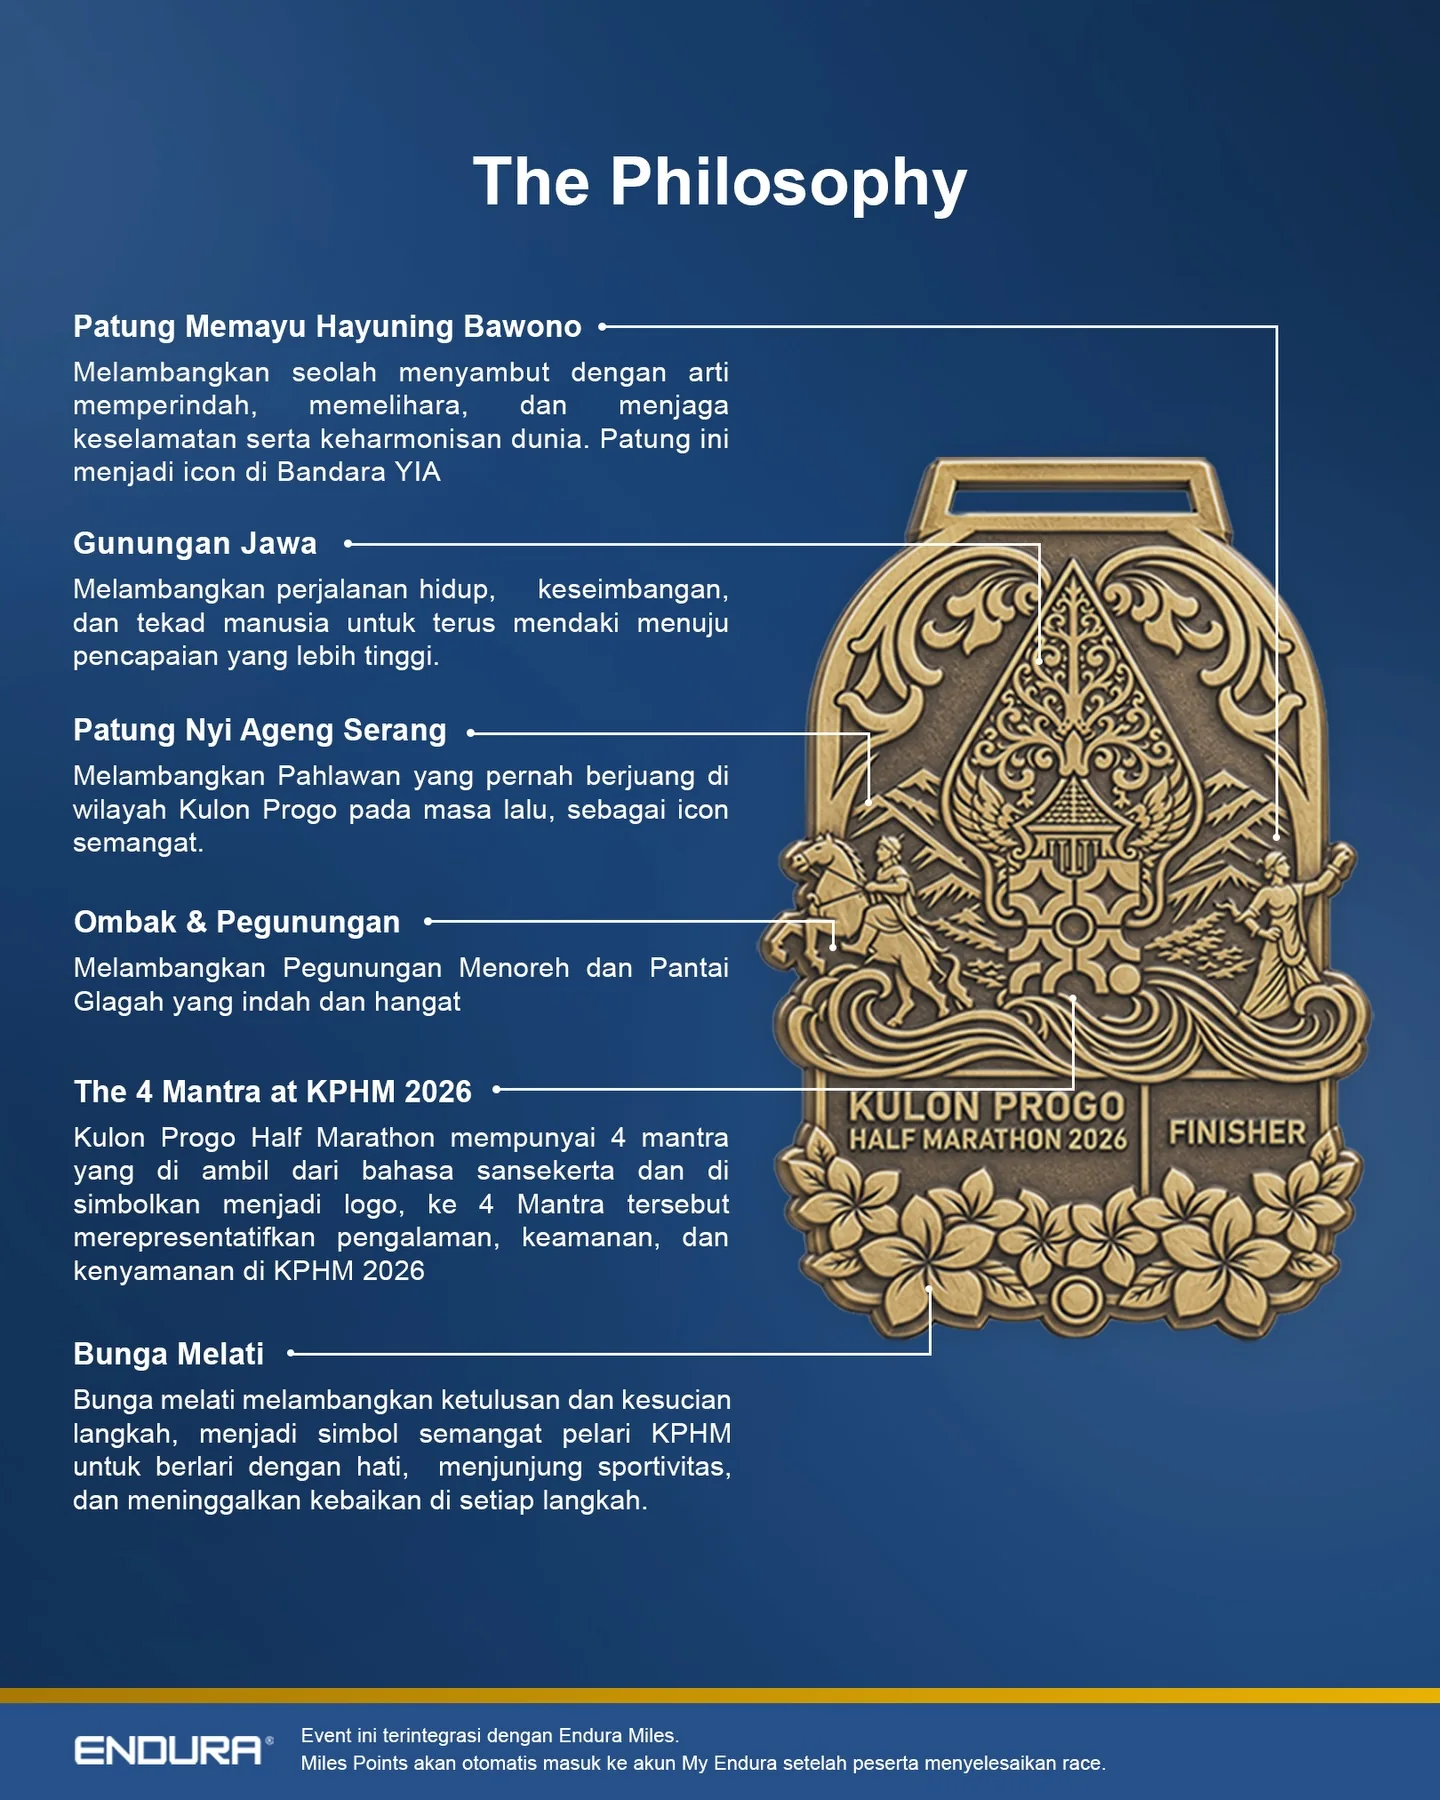 The Philosophy
Patung Memayu Hayuning Bawono
Melambangkan seolah menyambut dengan arti
memperindah, memelihara, dan menjaga
keselamatan serta keharmonisan dunia. Patung ini
menjadi icon di Bandara YIA
Gunungan Jawa
Melambangkan perjalanan hidup, keseimbangan,
dan tekad manusia untuk terus mendaki menuju
pencapaian yang lebih tinggi.
Patung Nyi Ageng Serang
Melambangkan Pahlawan yang pernah berjuang di
wilayah Kulon Progo pada masa lalu, sebagai icon
semangat.
Ombak & Pegunungan
Melambangkan Pegunungan Menoreh dan Pantai
Glagah yang indah dan hangat
The 4 Mantra at KPHM 2026
Kulon Progo Half Marathon mempunyai 4 mantra
yang di ambil dari bahasa sansekerta dan di
simbolkan menjadi logo, ke 4 Mantra tersebut
merepresentatifkan pengalaman, keamanan, dan
kenyamanan di KPHM 2026
Bunga Melati
Bunga melati melambangkan ketulusan dan kesucian
langkah, menjadi simbol semangat pelari KPHM
untuk berlari dengan hati, menjunjung sportivitas,
dan meninggalkan kebaikan di setiap langkah.
KULON PROGO
HALF MARATHON 2026
FINISHER
ENDURA®
Event ini terintegrasi dengan Endura Miles.
Miles Points akan otomatis masuk ke akun My Endura setelah peserta menyelesaikan race.